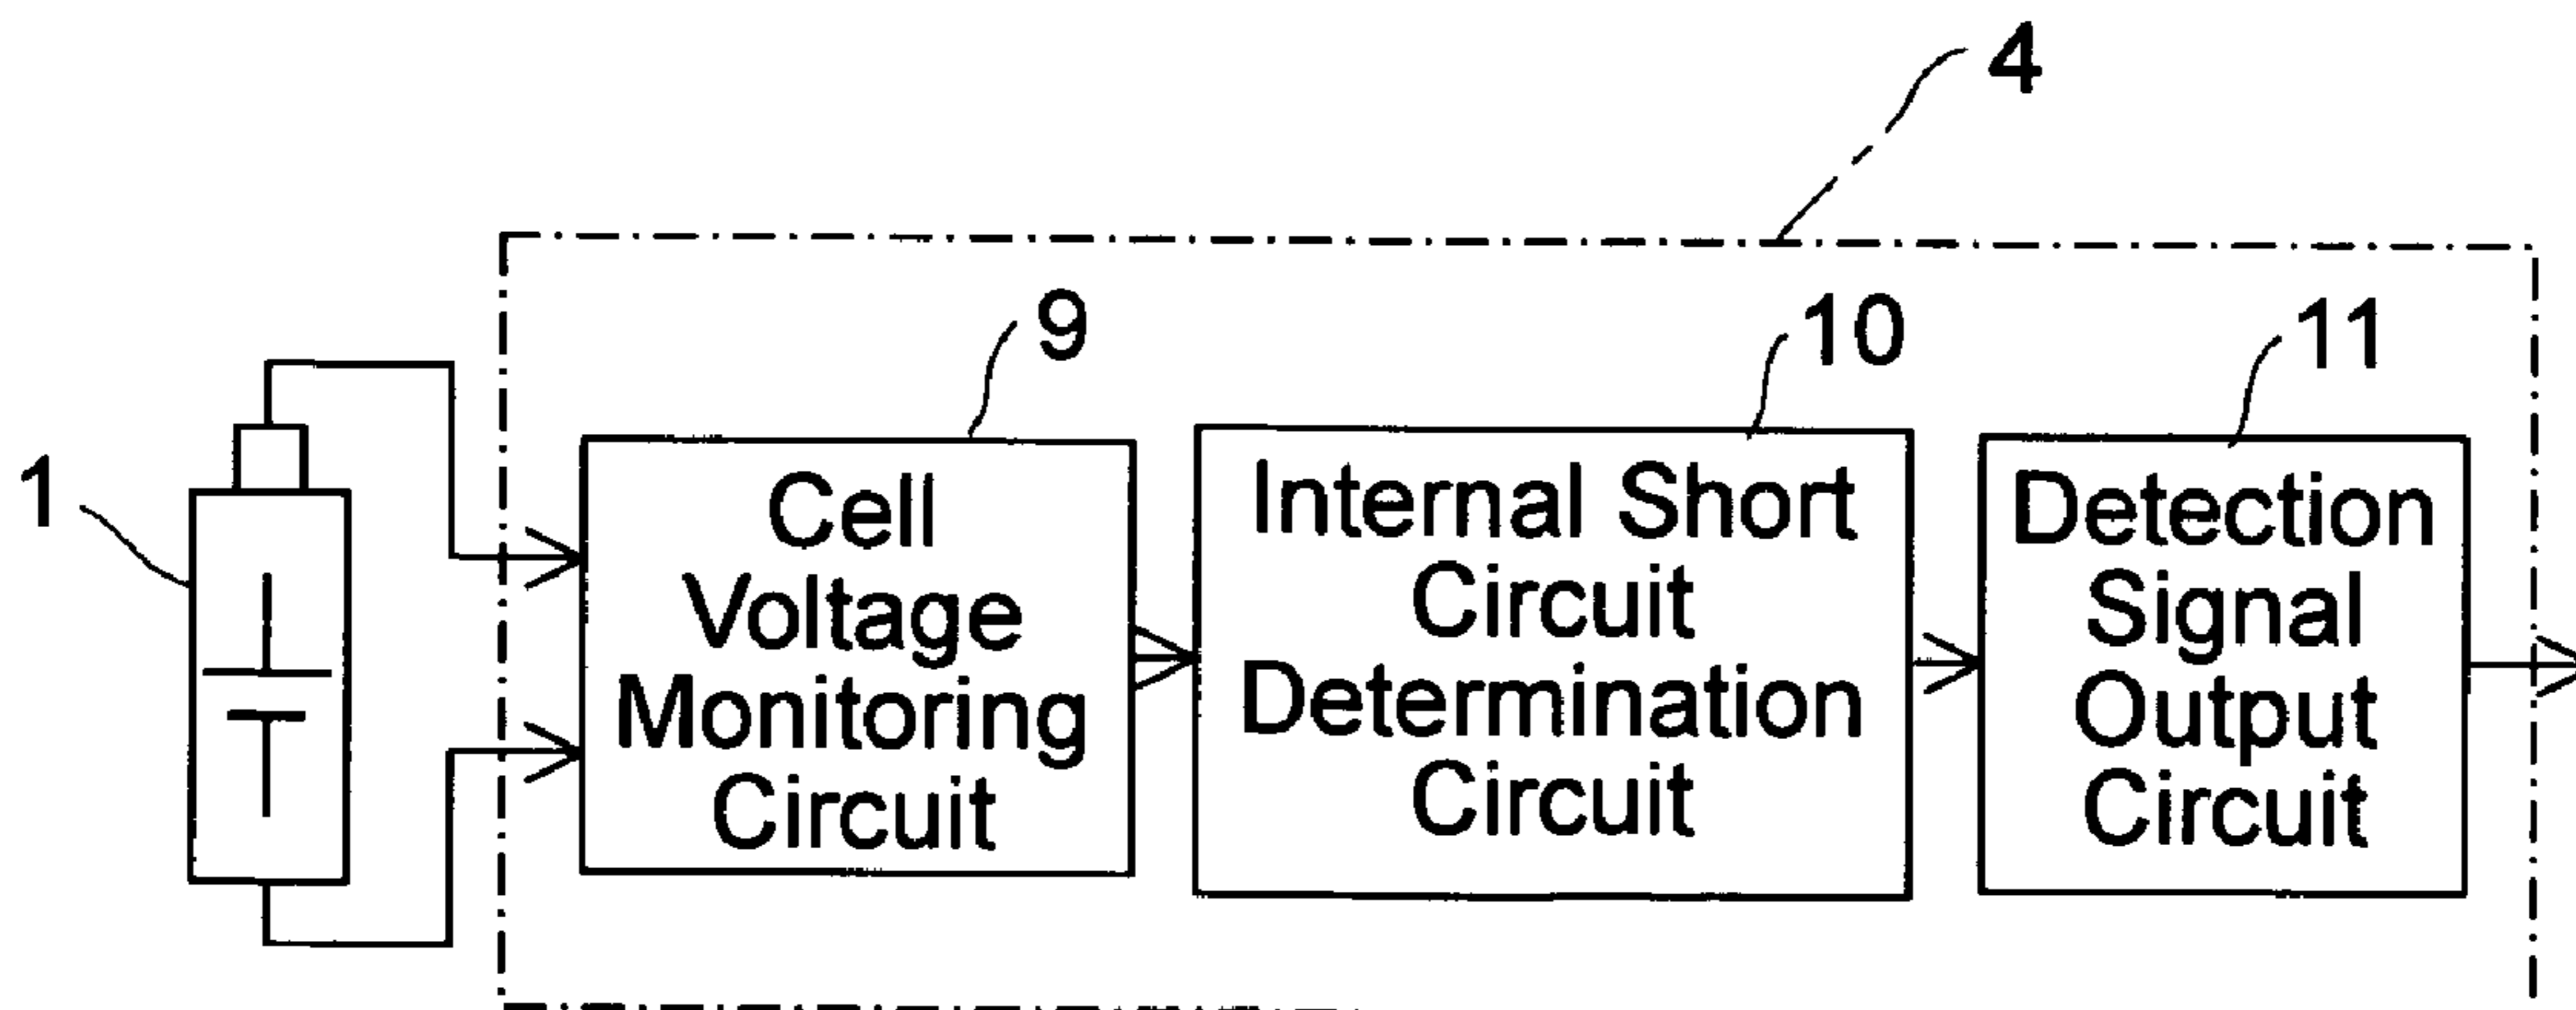 4
9
10
11
1
Cell
Voltage
Monitoring
Circuit
Internal Short
Circuit
Determination
Circuit
Detection
Signal
Output
Circuit